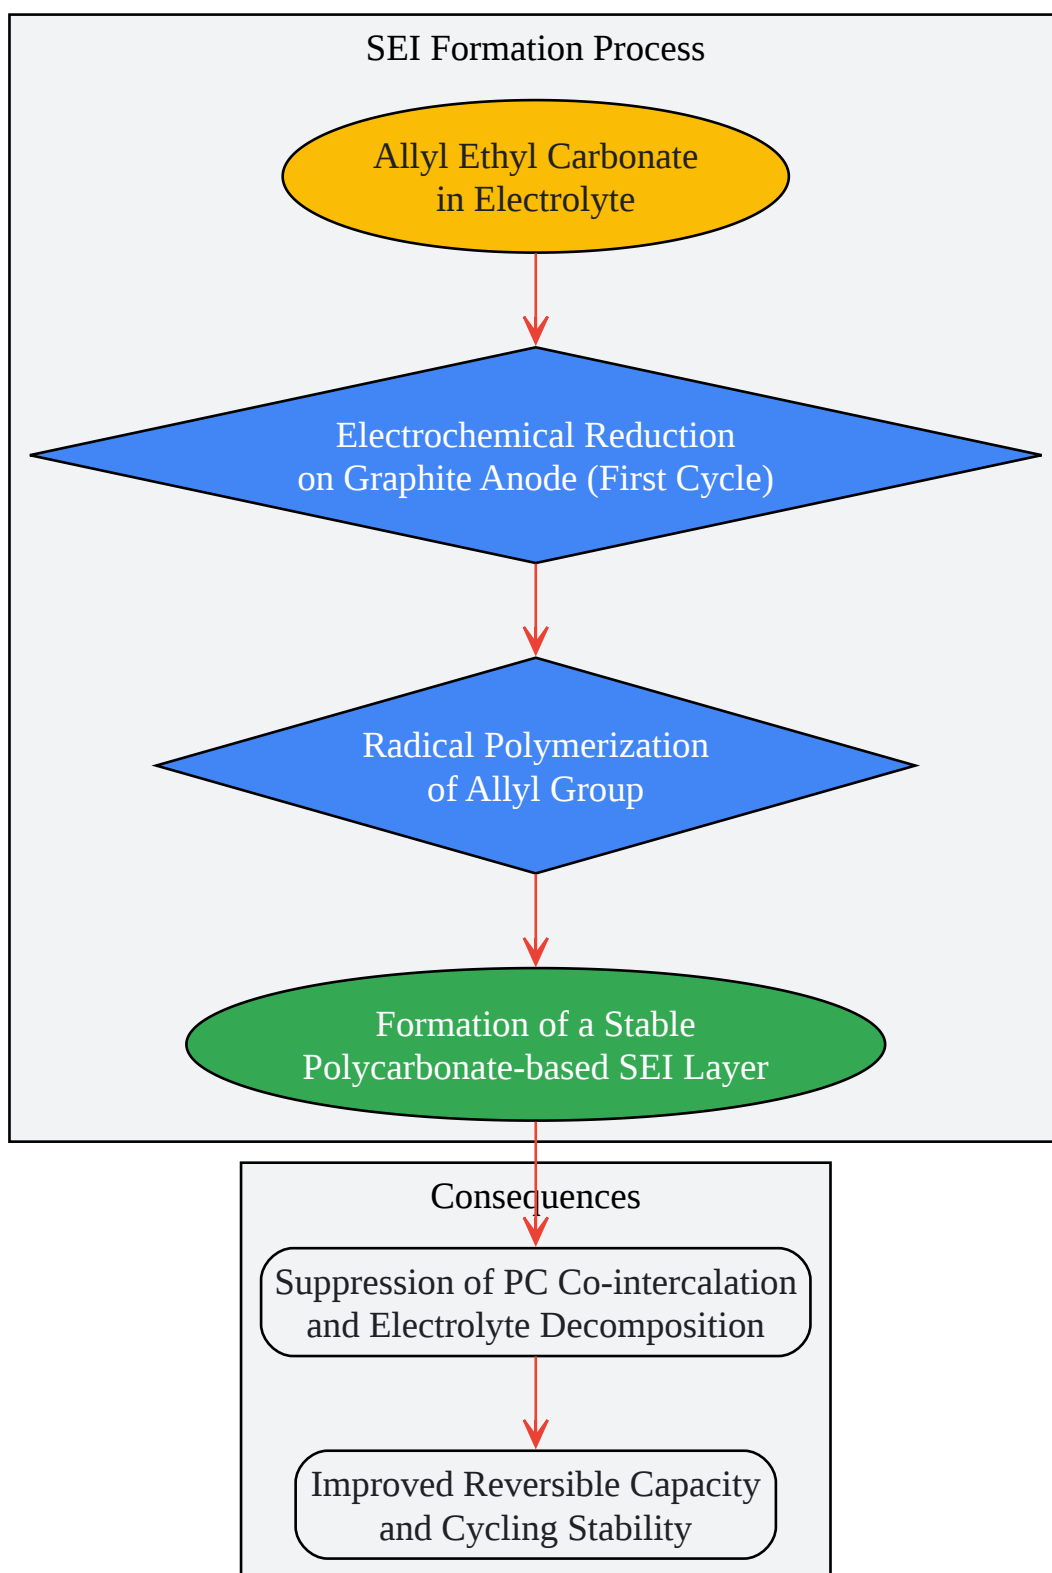 SEI Formation Process
Allyl Ethyl Carbonate
in Electrolyte
Electrochemical Reduction
on Graphite Anode (First Cycle)
Radical Polymerization
of Allyl Group
Formation of a Stable
Polycarbonate-based SEI Layer
Consequences
Suppression of PC Co-intercalation
and Electrolyte Decomposition
Improved Reversible Capacity
and Cycling Stability